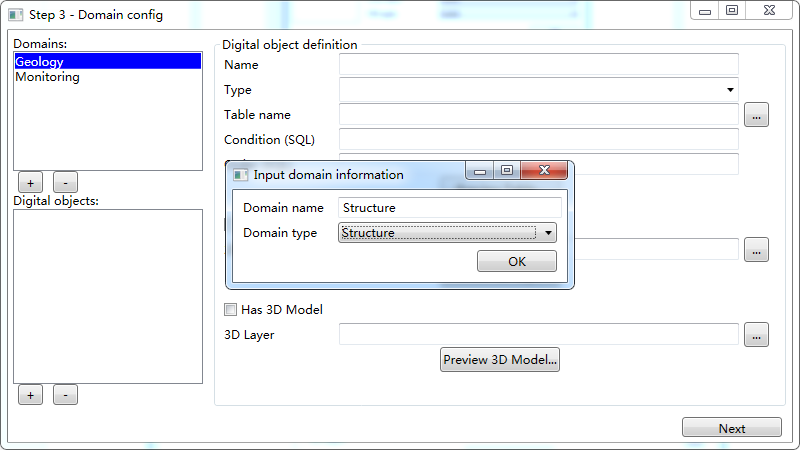 Step 3 - Domain config
Domains:
Geology
Monitoring
+ -
Digital objects:
+ -
Digital object definition
Name
Type
Table name ...
Condition (SQL)
Input domain information
Domain name Structure
Domain type Structure
OK
...
Has 3D Model
3D Layer ...
Preview 3D Model...
Next